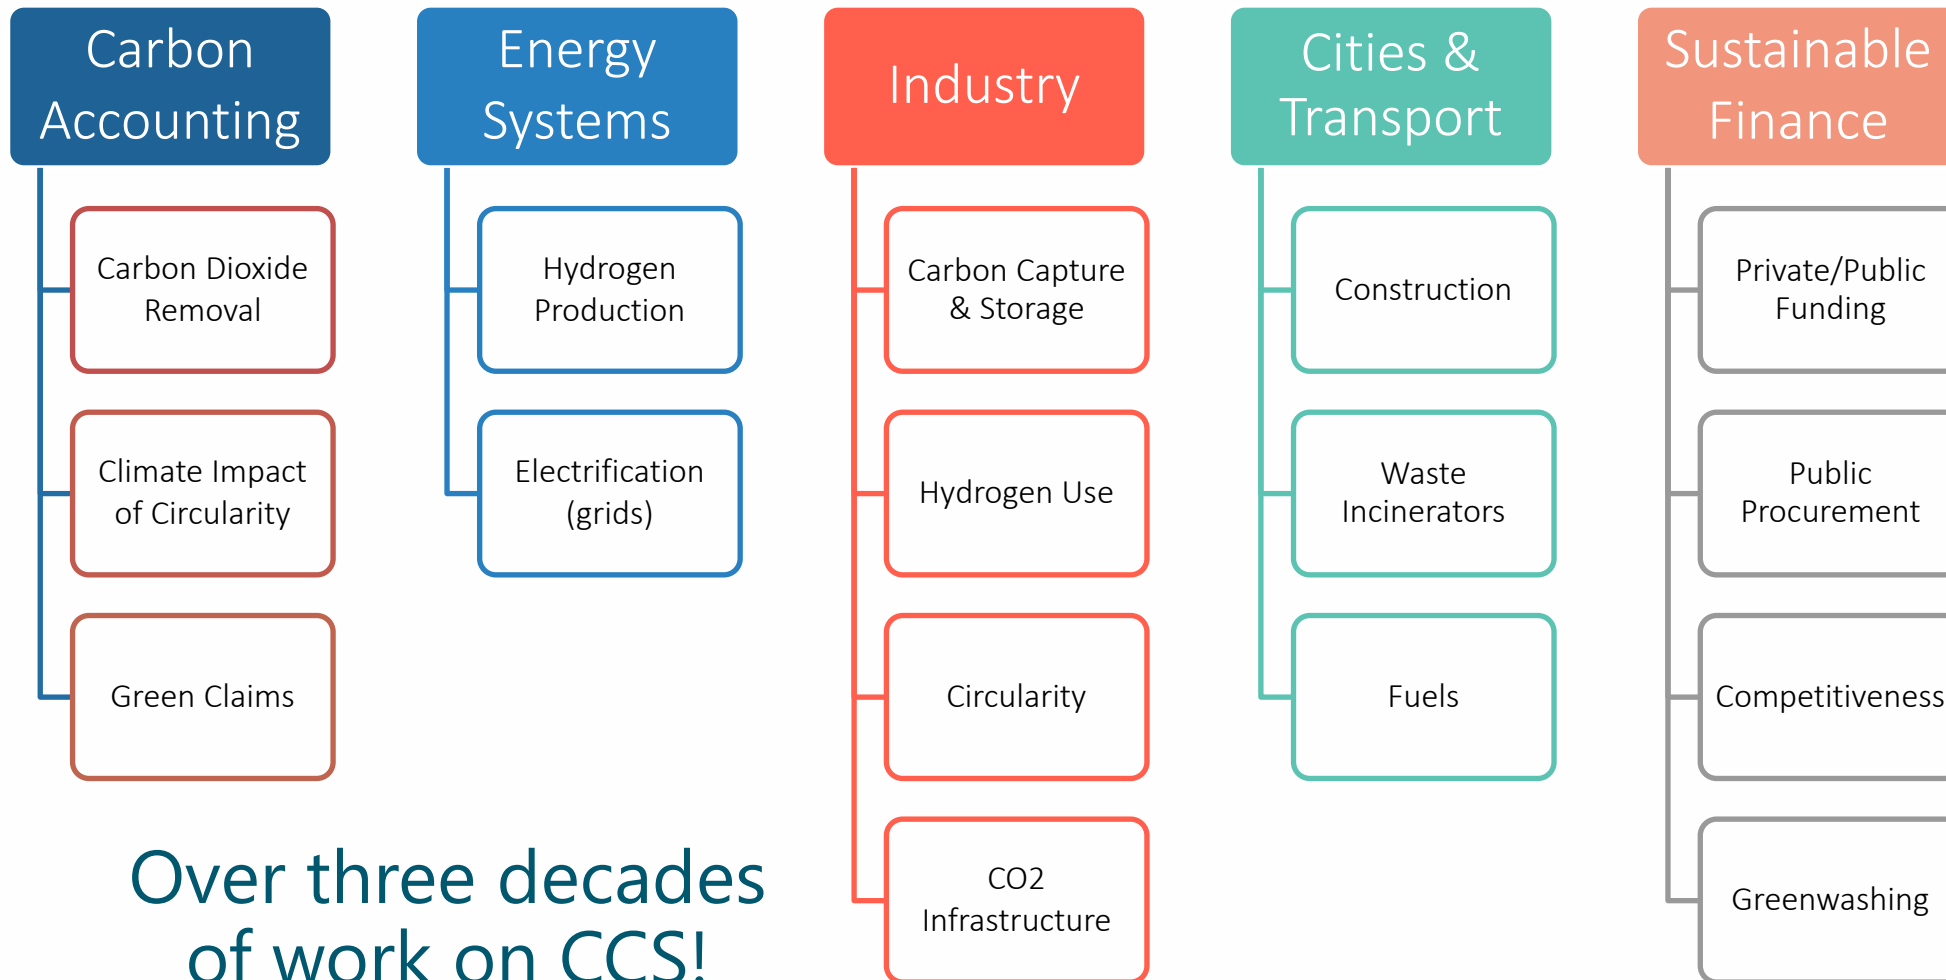 Carbon
Accounting
Carbon Dioxide
Removal
Climate Impact
of Circularity
Green Claims
Energy
Systems
Hydrogen
Production
Electrification
(grids)
Industry
Carbon Capture
& Storage
Hydrogen Use
Circularity
CO2
Infrastructure
Cities &
Transport
Construction
Waste
Incinerators
Fuels
Sustainable
Finance
Private/Public
Funding
Public
Procurement
Competitiveness
Greenwashing
Over three decades
of work on CCS!